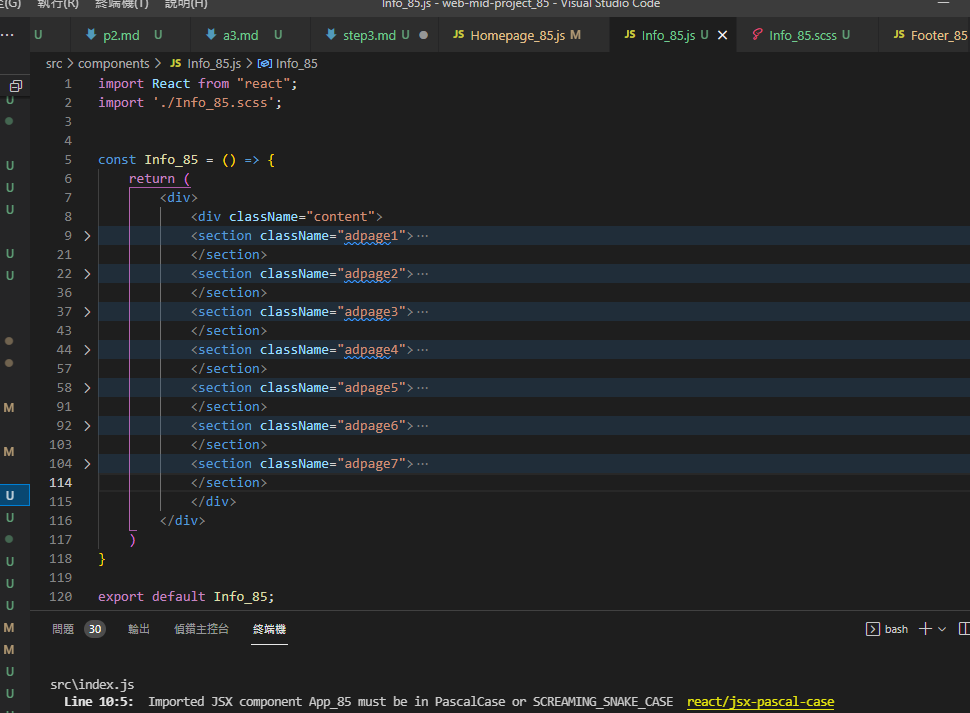 (G) 執行(R) 終端機(T) 說明(H) Info_85.js - web-mid-project_85 - Visual Studio Code
··· U p2.md U a3.md U step3.md U ● JS Homepage_85.js M JS Info_85.js U × Info_85.scss U JS Footer_85
src > components > JS Info_85.js > Info_85
1 import React from "react";
2 import './Info_85.scss';
3
4
5 const Info_85 = () => {
6 return (
7 <div>
8 <div className="content">
9 <section className="adpage1">···
21 </section>
22 <section className="adpage2">···
36 </section>
37 <section className="adpage3">···
43 </section>
44 <section className="adpage4">···
57 </section>
58 <section className="adpage5">···
91 </section>
92 <section className="adpage6">···
103 </section>
104 <section className="adpage7">···
114 </section>
115 </div>
116 </div>
117 )
118 }
119
120 export default Info_85;
U
U
U
U
U
U
M
M
U
U
U
U
U
M
M
U
U
問題 30 輸出 偵錯主控台 終端機 bash
src\index.js
Line 10:5: Imported JSX component App_85 must be in PascalCase or SCREAMING_SNAKE_CASE react/jsx-pascal-case